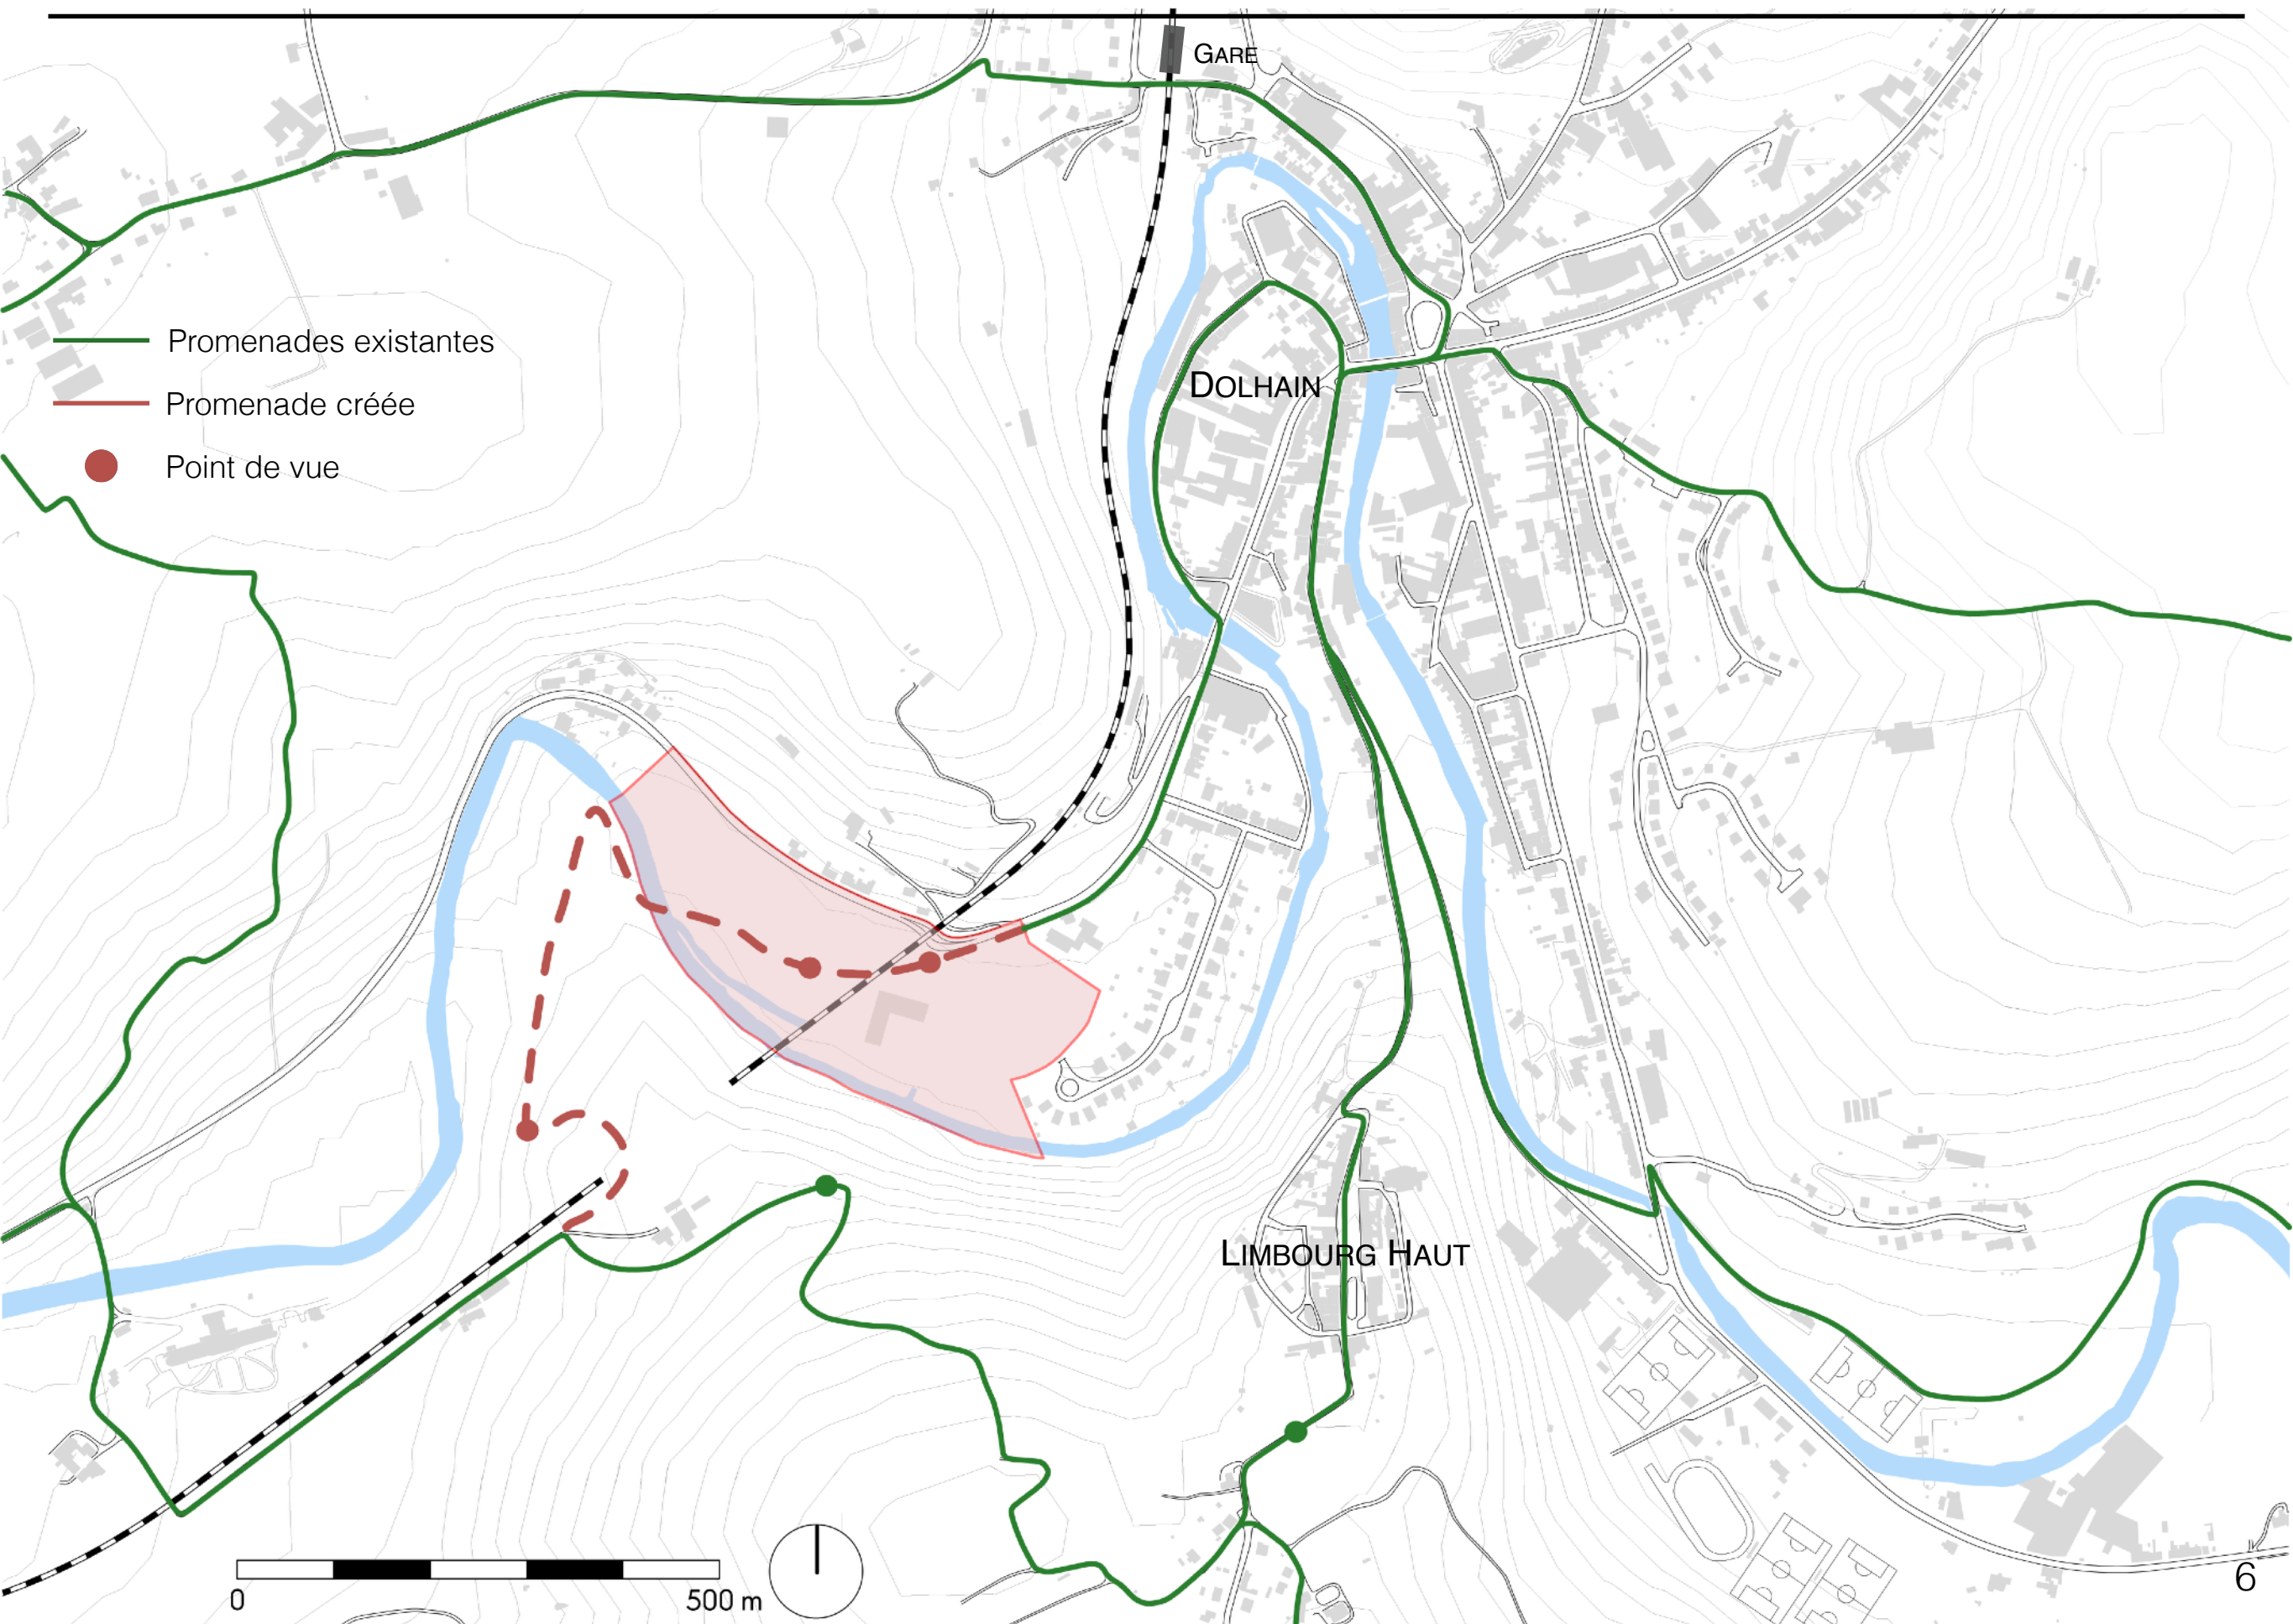 GARE
Promenades existantes
DOLHAIN
Promenade créée
Point de vue
LIMBOURG HAUT
0 500 m
6